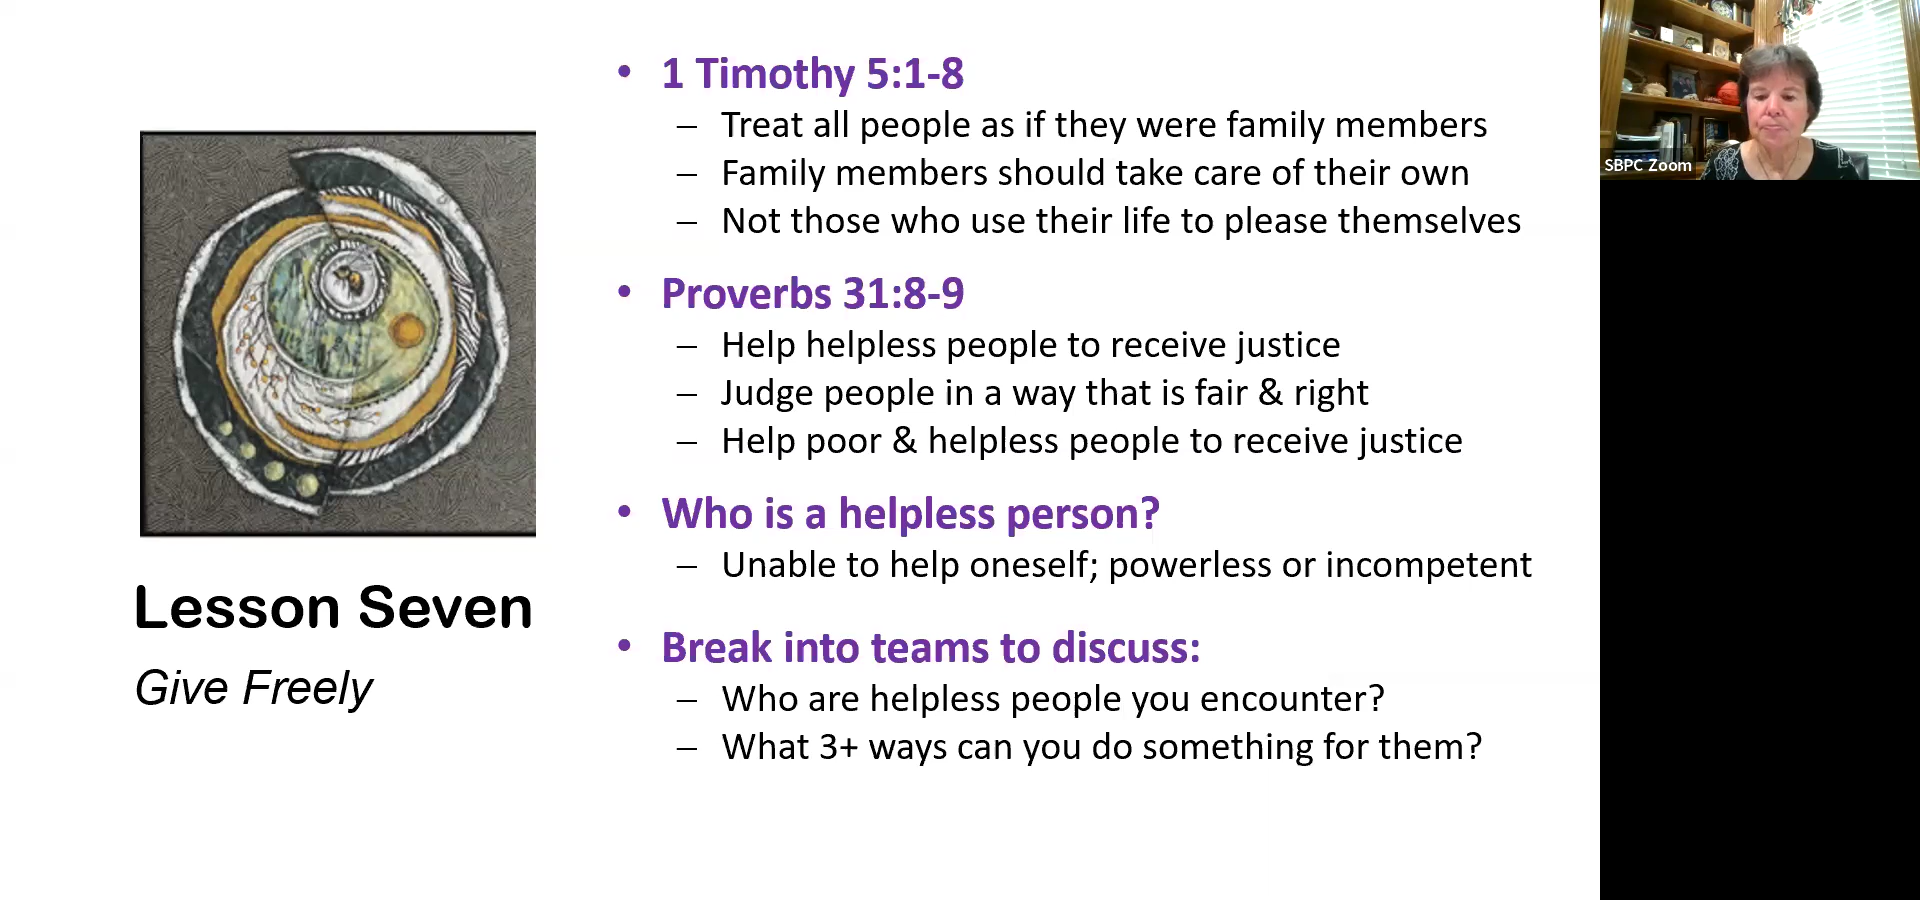 • 1 Timothy 5:1-8
– Treat all people as if they were family members
– Family members should take care of their own
– Not those who use their life to please themselves
• Proverbs 31:8-9
– Help helpless people to receive justice
– Judge people in a way that is fair & right
– Help poor & helpless people to receive justice
• Who is a helpless person?
– Unable to help oneself; powerless or incompetent
• Break into teams to discuss:
– Who are helpless people you encounter?
– What 3+ ways can you do something for them?
Lesson Seven
Give Freely
SBPC Zoom